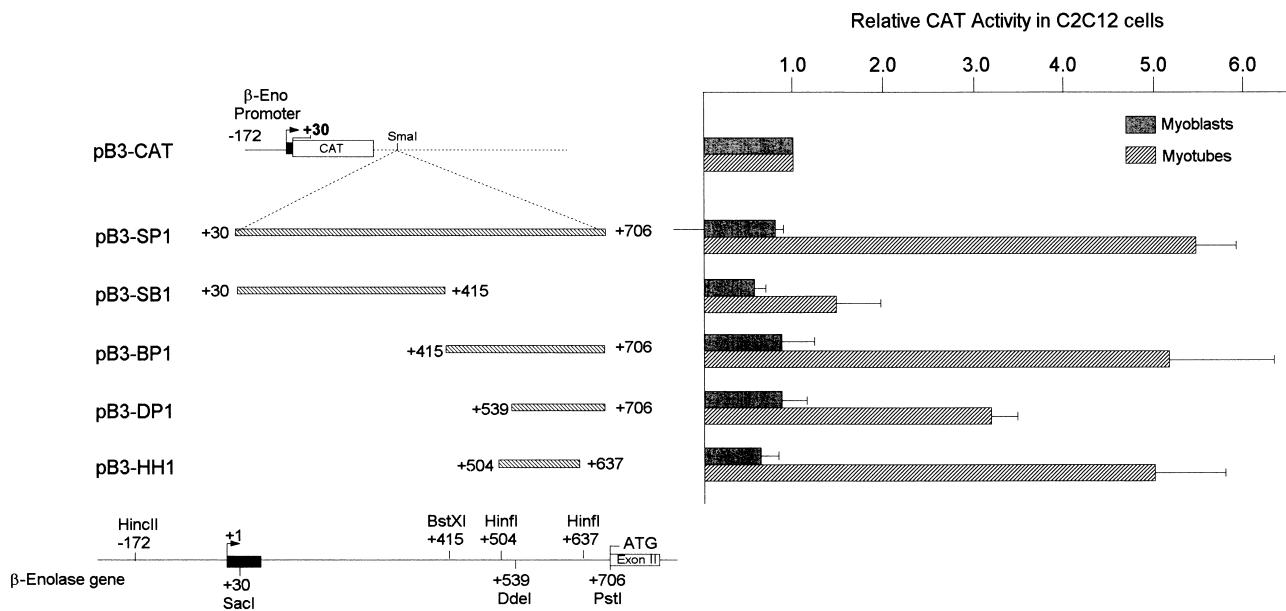 Relative CAT Activity in C2C12 cells
1.0 2.0 3.0 4.0 5.0 6.0
Myoblasts
Myotubes
β-Eno
Promoter
-172 +30 SmaI
pB3-CAT CAT
pB3-SP1 +30 +706
pB3-SB1 +30 +415
pB3-BP1 +415 +706
pB3-DP1 +539 +706
pB3-HH1 +504 +637
HincII BstXI HinfI HinfI
-172 +1 +415 +504 +637 ATG
β-Enolase gene Exon II
+30 +539 +706
SacI DdeI PstI